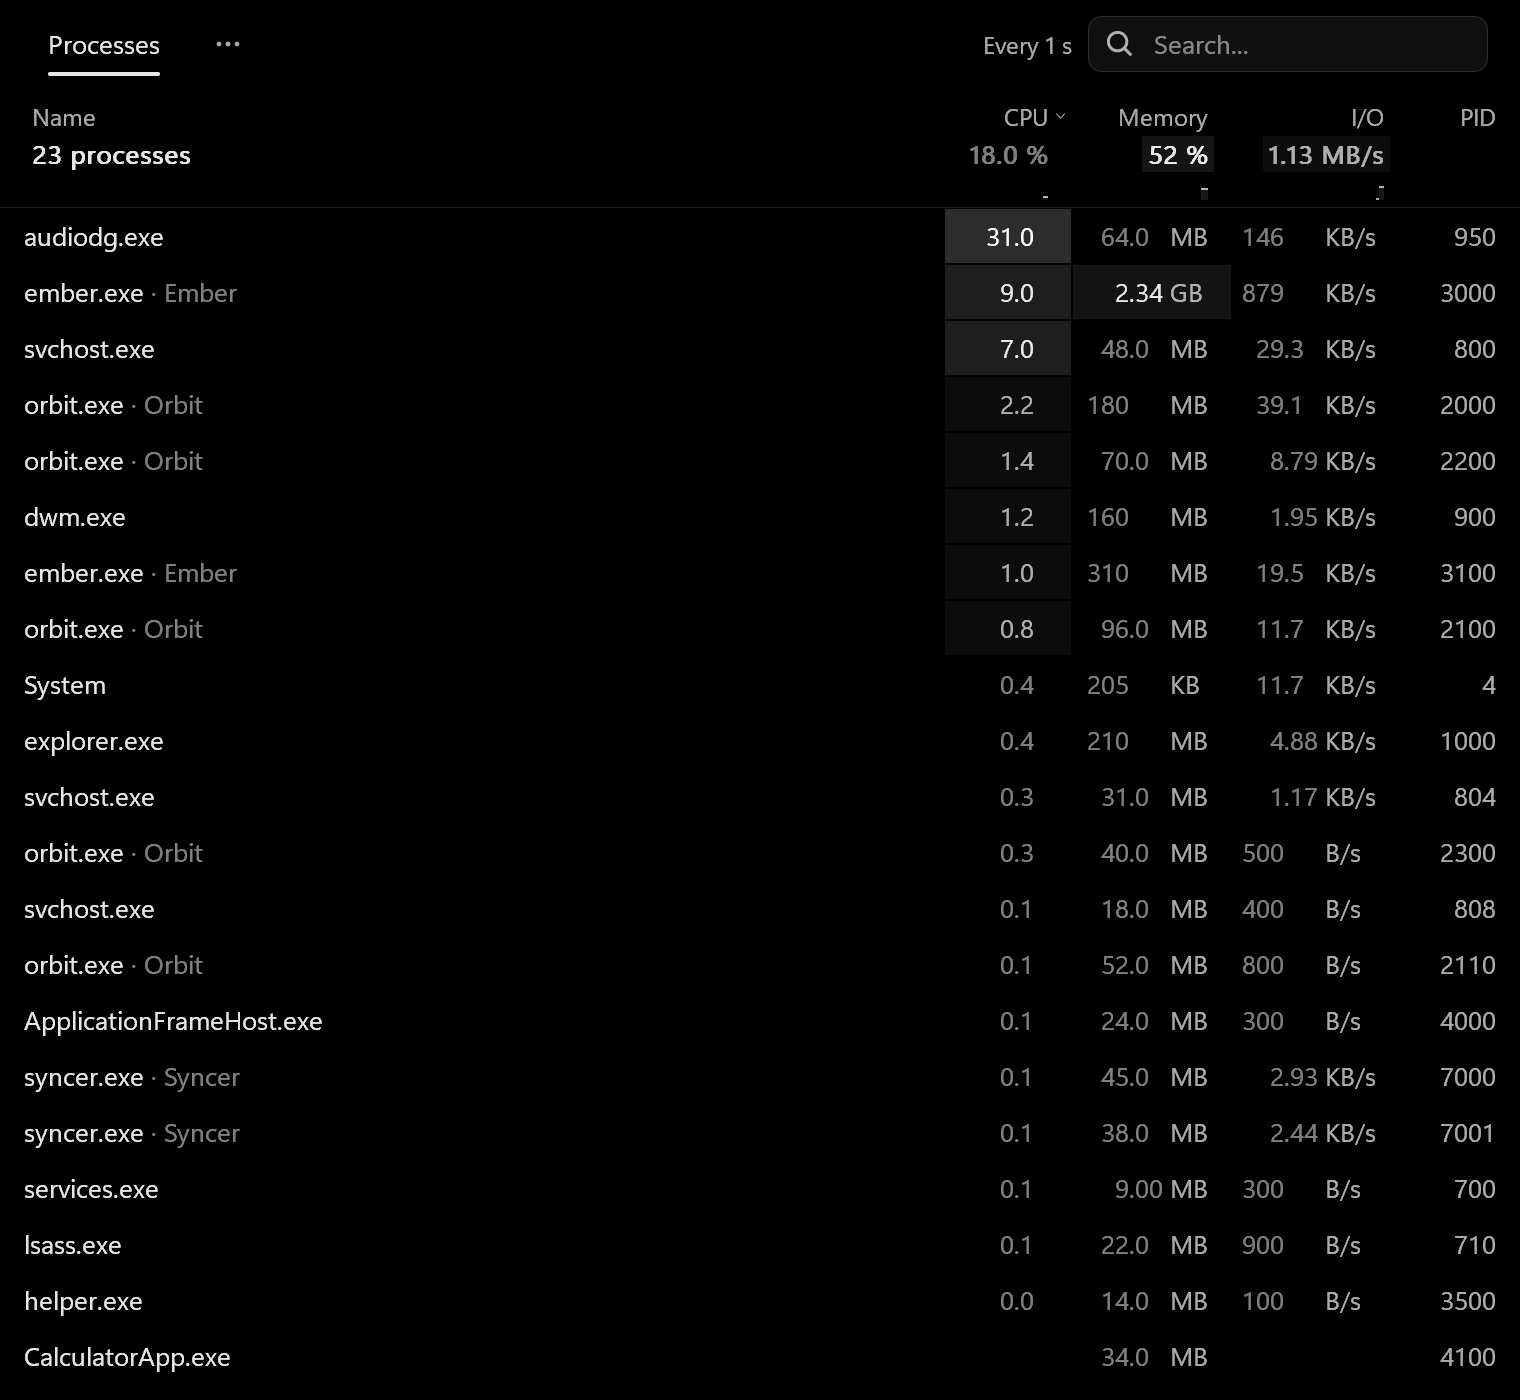 Processes ··· Every 1 s Search...
Name CPU Memory I/O PID
23 processes 18.0 % 52 % 1.13 MB/s
audiodg.exe 31.0 64.0 MB 146 KB/s 950
ember.exe · Ember 9.0 2.34 GB 879 KB/s 3000
svchost.exe 7.0 48.0 MB 29.3 KB/s 800
orbit.exe · Orbit 2.2 180 MB 39.1 KB/s 2000
orbit.exe · Orbit 1.4 70.0 MB 8.79 KB/s 2200
dwm.exe 1.2 160 MB 1.95 KB/s 900
ember.exe · Ember 1.0 310 MB 19.5 KB/s 3100
orbit.exe · Orbit 0.8 96.0 MB 11.7 KB/s 2100
System 0.4 205 KB 11.7 KB/s 4
explorer.exe 0.4 210 MB 4.88 KB/s 1000
svchost.exe 0.3 31.0 MB 1.17 KB/s 804
orbit.exe · Orbit 0.3 40.0 MB 500 B/s 2300
svchost.exe 0.1 18.0 MB 400 B/s 808
orbit.exe · Orbit 0.1 52.0 MB 800 B/s 2110
ApplicationFrameHost.exe 0.1 24.0 MB 300 B/s 4000
syncer.exe · Syncer 0.1 45.0 MB 2.93 KB/s 7000
syncer.exe · Syncer 0.1 38.0 MB 2.44 KB/s 7001
services.exe 0.1 9.00 MB 300 B/s 700
lsass.exe 0.1 22.0 MB 900 B/s 710
helper.exe 0.0 14.0 MB 100 B/s 3500
CalculatorApp.exe 34.0 MB 4100